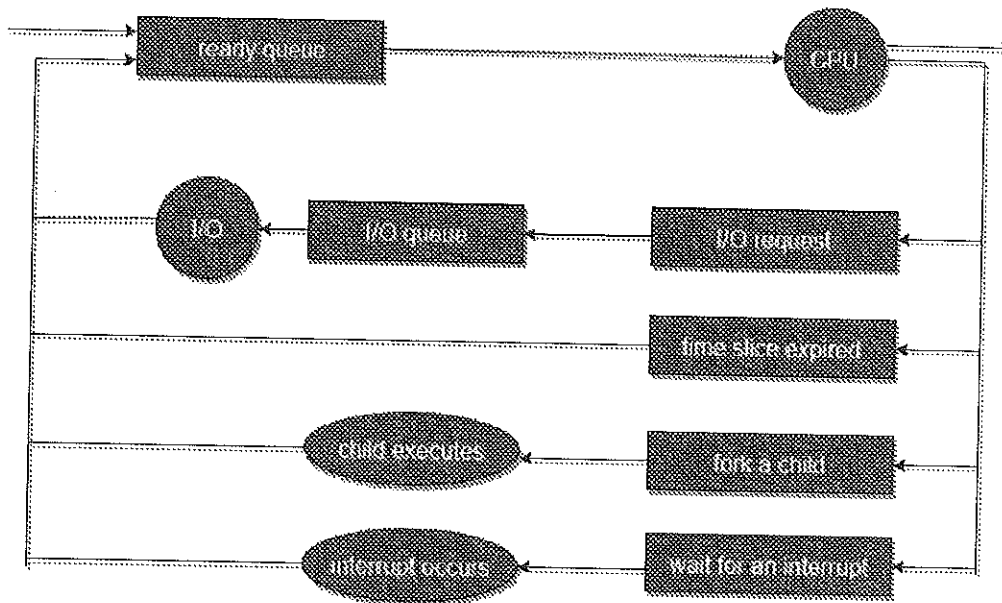 ready queue
CPU
I/O
I/O queue
I/O request
time slice expired
child executes
fork a child
interrupt occurs
wait for an interrupt